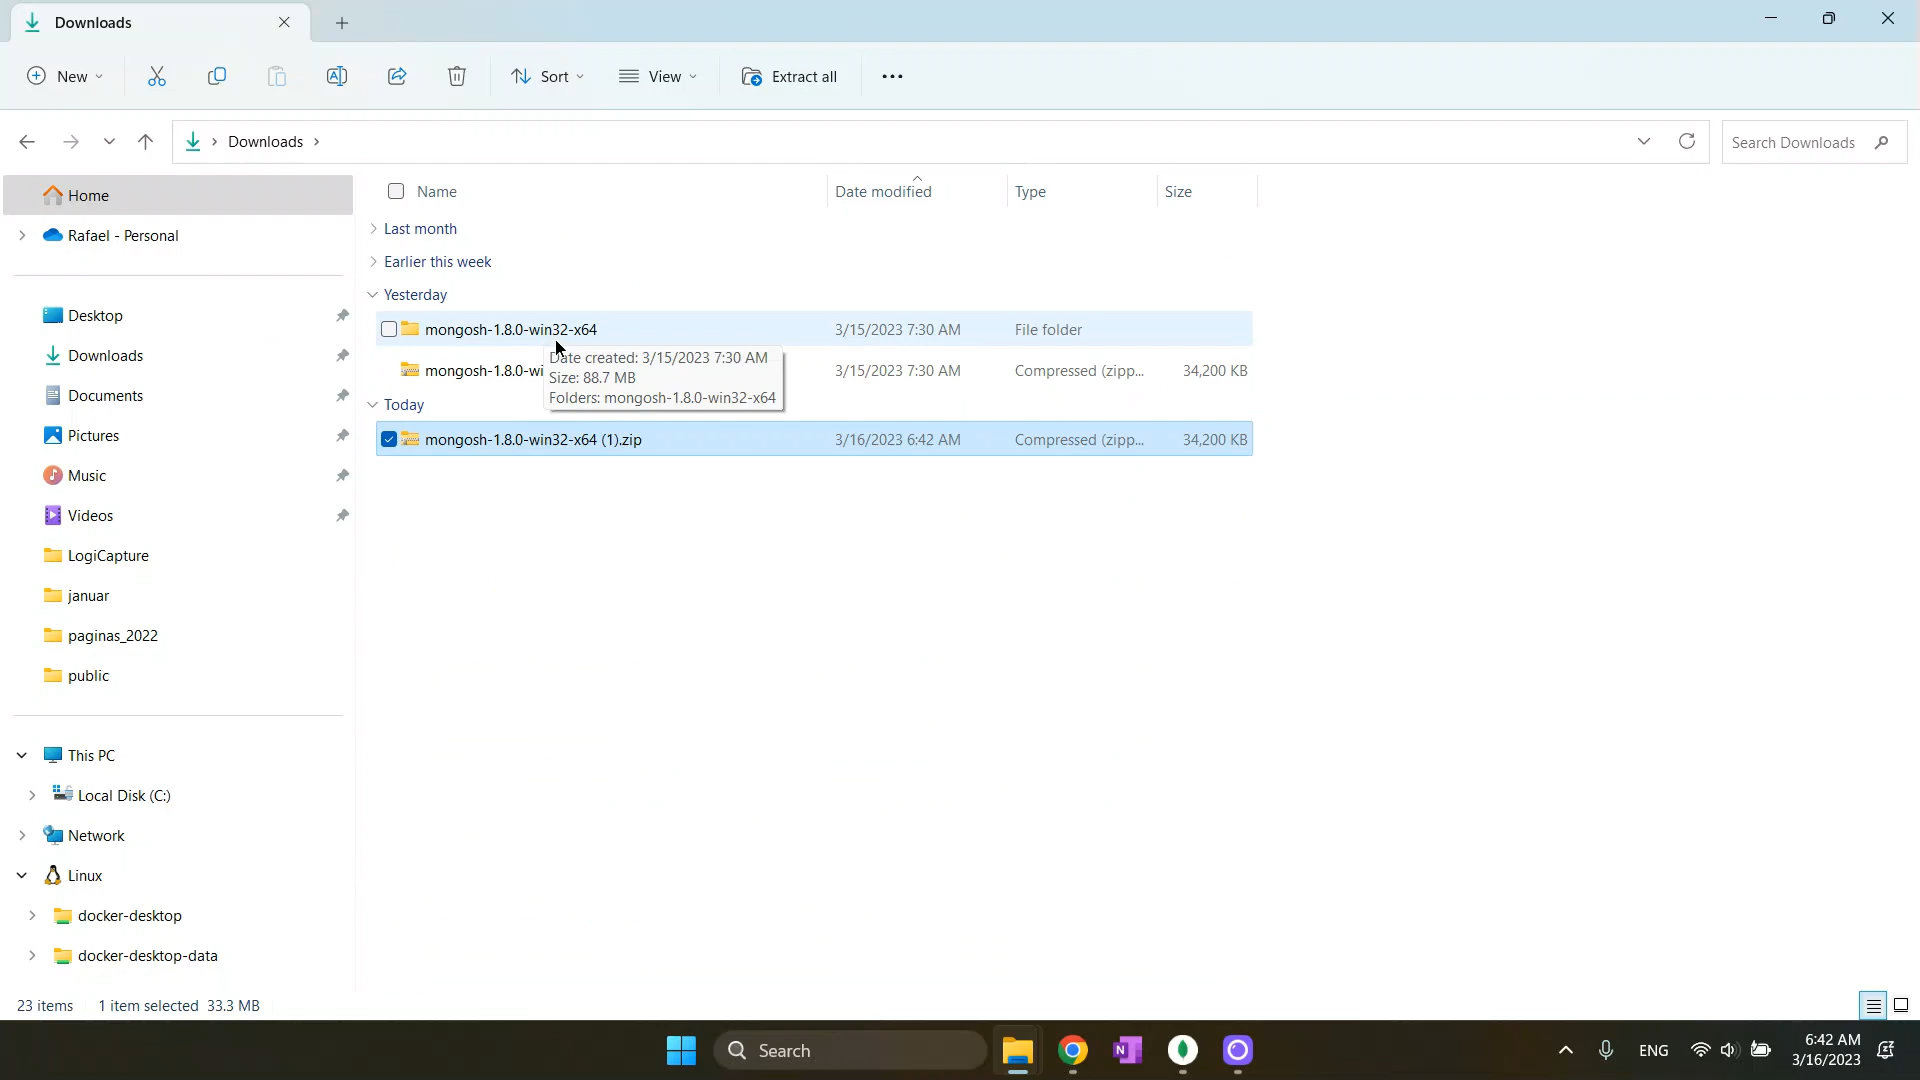 Downloads
New
Sort
View
Extract all
Downloads
Search Downloads
Home
Rafael - Personal
Desktop
Downloads
Documents
Pictures
Music
Videos
LogiCapture
januar
paginas_2022
public
This PC
Local Disk (C:)
Network
Linux
docker-desktop
docker-desktop-data
Name Date modified Type Size
Last month
Earlier this week
Yesterday
mongosh-1.8.0-win32-x64 3/15/2023 7:30 AM File folder
mongosh-1.8.0-wi 3/15/2023 7:30 AM Compressed (zipp... 34,200 KB
Date created: 3/15/2023 7:30 AM
Size: 88.7 MB
Folders: mongosh-1.8.0-win32-x64
Today
mongosh-1.8.0-win32-x64 (1).zip 3/16/2023 6:42 AM Compressed (zipp... 34,200 KB
23 items 1 item selected 33.3 MB
Search
N
ENG
6:42 AM
3/16/2023